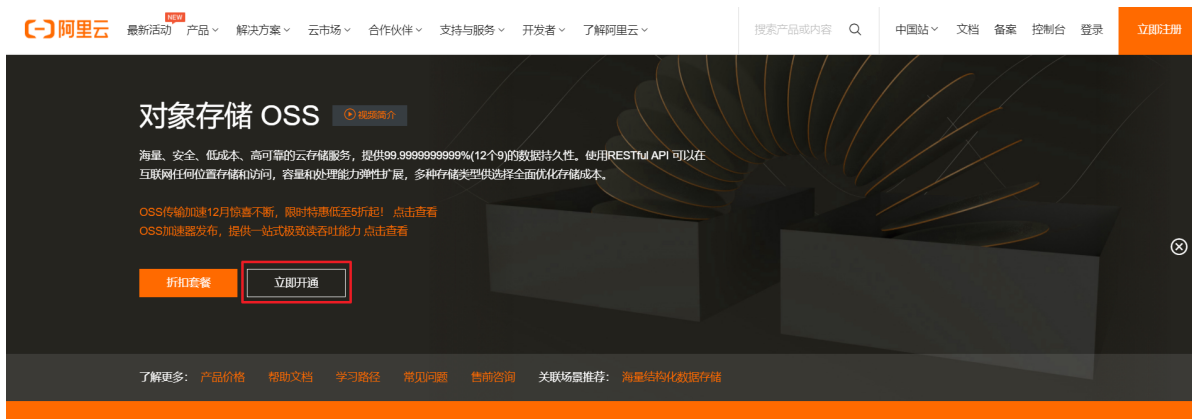 阿里云 最新活动 NEW 产品 解决方案 云市场 合作伙伴 支持与服务 开发者 了解阿里云 搜索产品或内容 中国站 文档 备案 控制台 登录 立即注册
对象存储 OSS 视频简介
海量、安全、低成本、高可靠的云存储服务，提供99.9999999999%(12个9)的数据持久性。使用RESTful API 可以在
互联网任何位置存储和访问，容量和处理能力弹性扩展，多种存储类型供选择全面优化存储成本。
OSS传输加速12月惊喜不断，限时特惠低至5折起！ 点击查看
OSS加速器发布，提供一站式极致读吞吐能力 点击查看
折扣套餐 立即开通
了解更多： 产品价格 帮助文档 学习路径 常见问题 售前咨询 关联场景推荐： 海量结构化数据存储